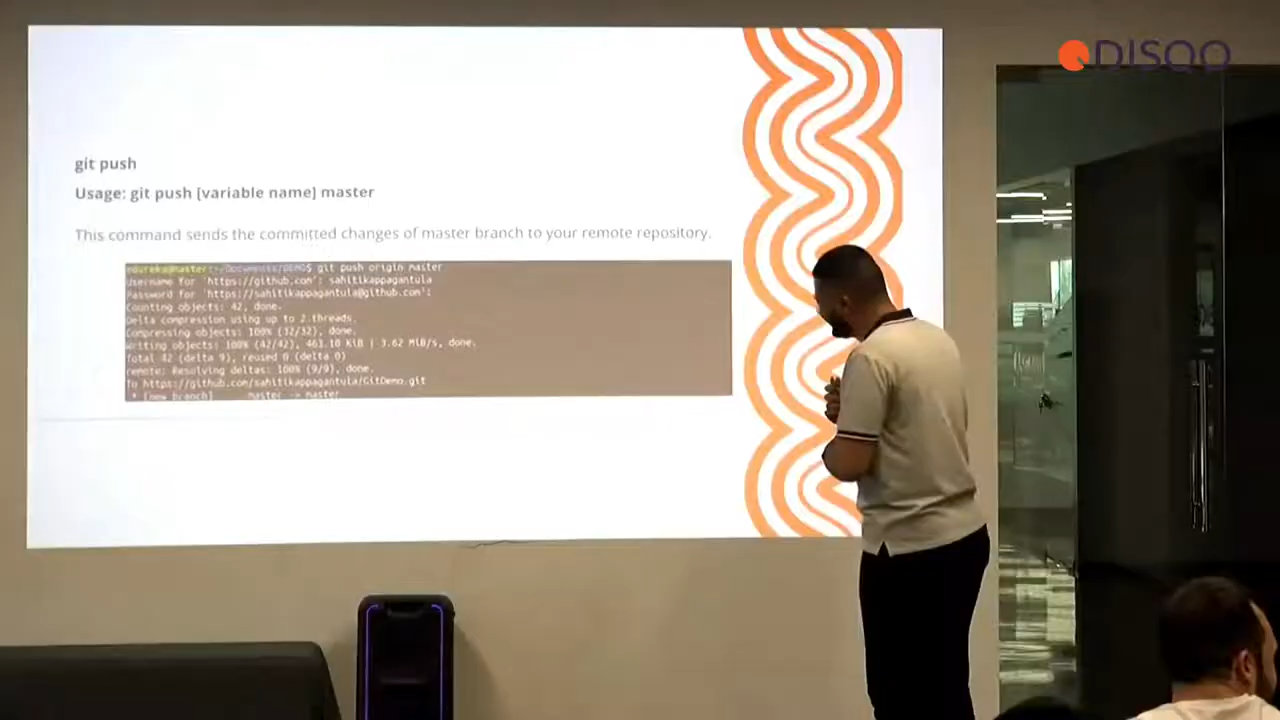 DISQO
git push
Usage: git push [variable name] master
This command sends the committed changes of master branch to your remote repository.
edureka@master:~/Documents/DEMO$ git push origin master
Username for 'https://github.com': sahitikappagantula
Password for 'https://sahitikappagantula@github.com':
Counting objects: 42, done.
Delta compression using up to 2 threads.
Compressing objects: 100% (32/32), done.
Writing objects: 100% (42/42), 463.10 KiB | 3.62 MiB/s, done.
Total 42 (delta 9), reused 0 (delta 0)
remote: Resolving deltas: 100% (9/9), done.
To https://github.com/sahitikappagantula/GitDemo.git
* [new branch] master -> master